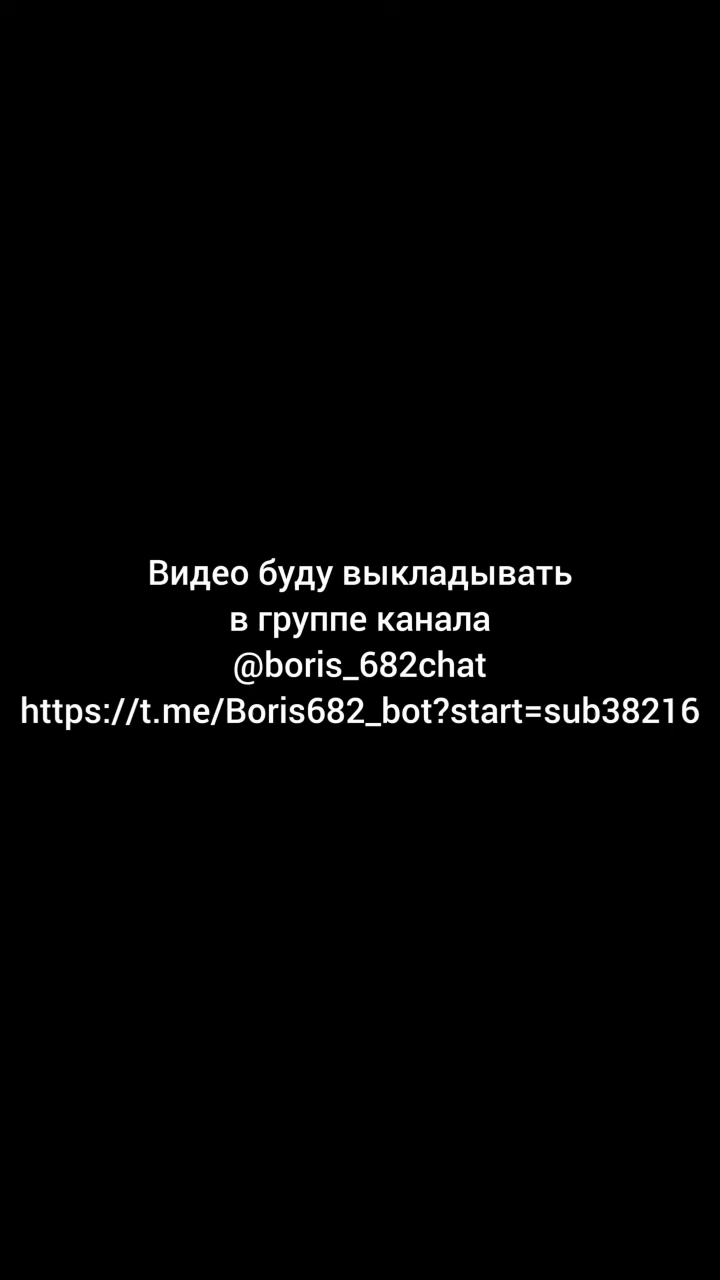 Видео буду выкладывать
в группе канала
@boris_682chat
https://t.me/Boris682_bot?start=sub38216